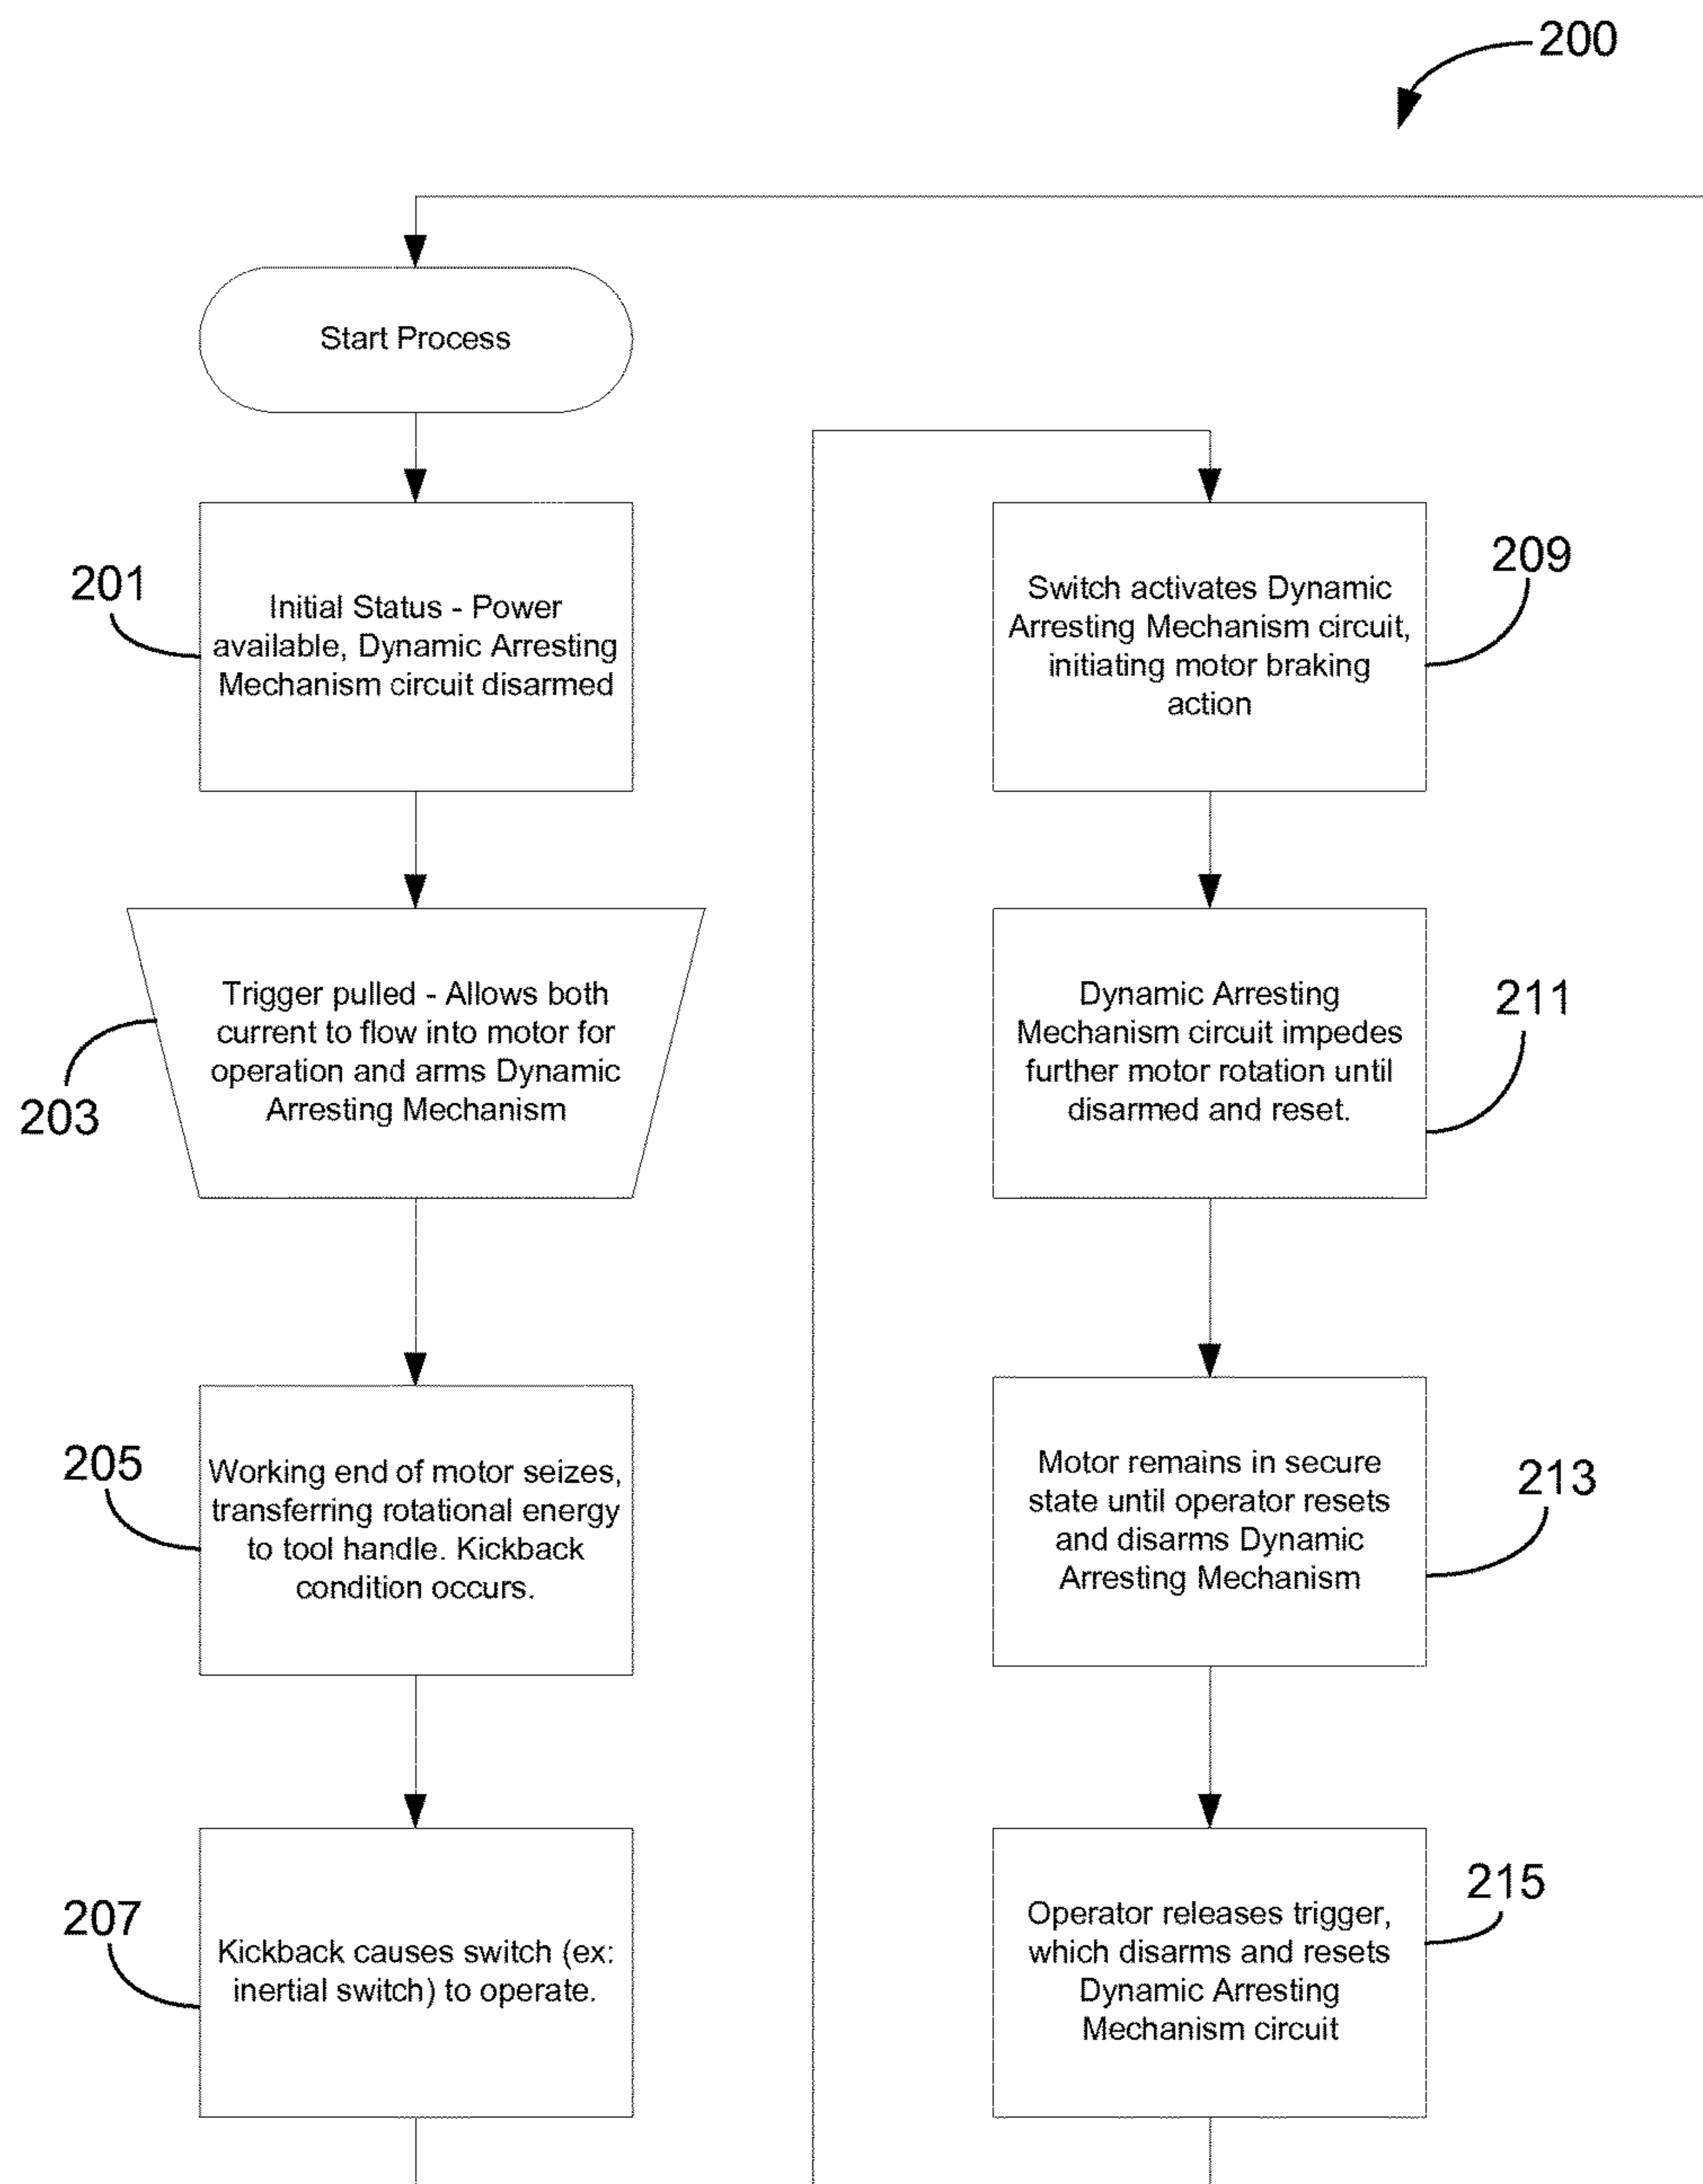 200
Start Process
201
Initial Status - Power
available, Dynamic Arresting
Mechanism circuit disarmed
203
Trigger pulled - Allows both
current to flow into motor for
operation and arms Dynamic
Arresting Mechanism
205
Working end of motor seizes,
transferring rotational energy
to tool handle. Kickback
condition occurs.
207
Kickback causes switch (ex:
inertial switch) to operate.
209
Switch activates Dynamic
Arresting Mechanism circuit,
initiating motor braking
action
211
Dynamic Arresting
Mechanism circuit impedes
further motor rotation until
disarmed and reset.
213
Motor remains in secure
state until operator resets
and disarms Dynamic
Arresting Mechanism
215
Operator releases trigger,
which disarms and resets
Dynamic Arresting
Mechanism circuit